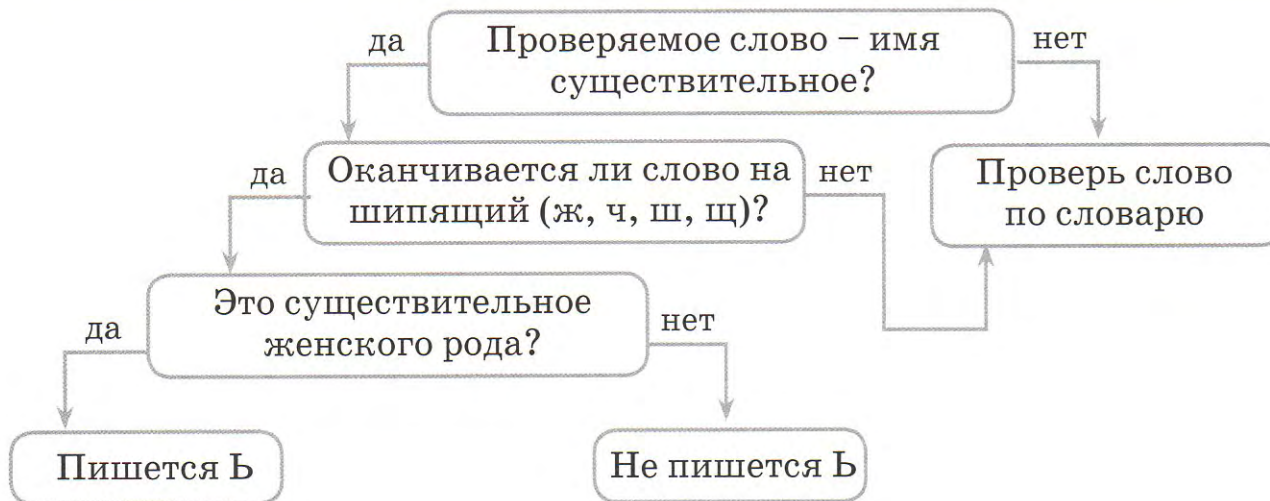 да
Проверяемое слово – имя
существительное?
нет
да
Оканчивается ли слово на
шипящий (ж, ч, ш, щ)?
нет
Проверь слово
по словарю
да
Это существительное
женского рода?
нет
Пишется Ь
Не пишется Ь